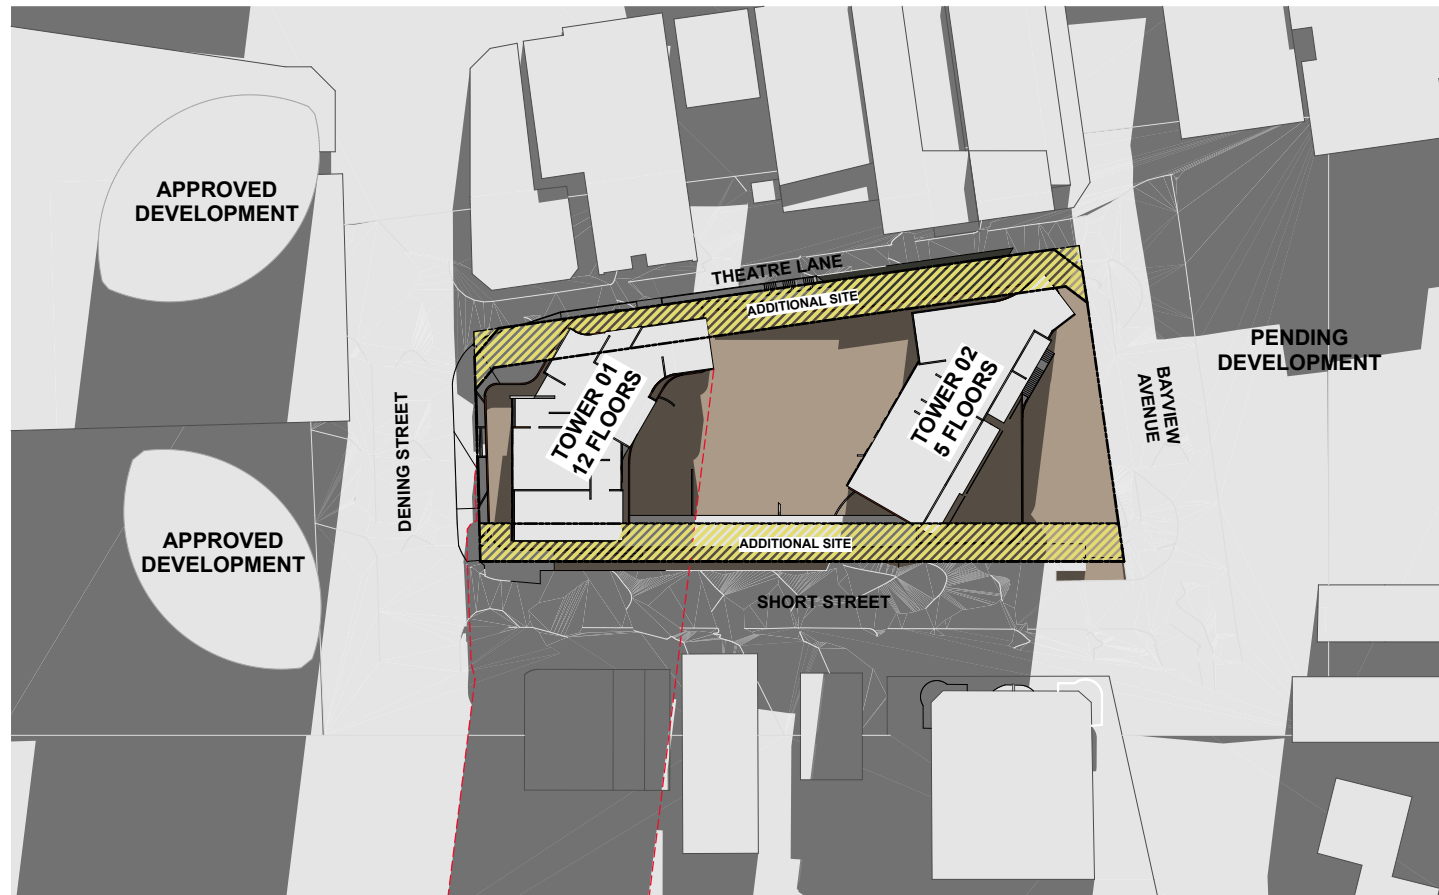 APPROVED
DEVELOPMENT
THEATRE LANE
ADDITIONAL SITE
PENDING
DEVELOPMENT
TOWER 01
12 FLOORS
TOWER 02
5 FLOORS
BAYVIEW
AVENUE
DENING STREET
APPROVED
DEVELOPMENT
ADDITIONAL SITE
SHORT STREET